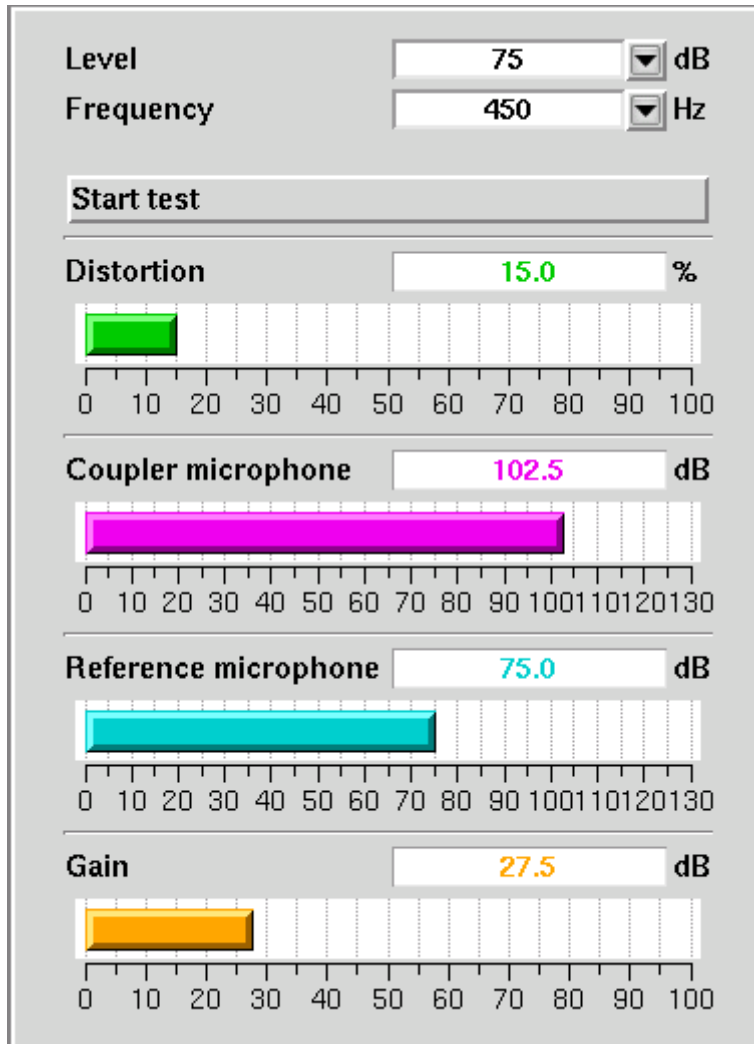 Level 75 dB
Frequency 450 Hz
Start test
Distortion 15.0 %
0 10 20 30 40 50 60 70 80 90 100
Coupler microphone 102.5 dB
0 10 20 30 40 50 60 70 80 90 100 110 120 130
Reference microphone 75.0 dB
0 10 20 30 40 50 60 70 80 90 100 110 120 130
Gain 27.5 dB
0 10 20 30 40 50 60 70 80 90 100